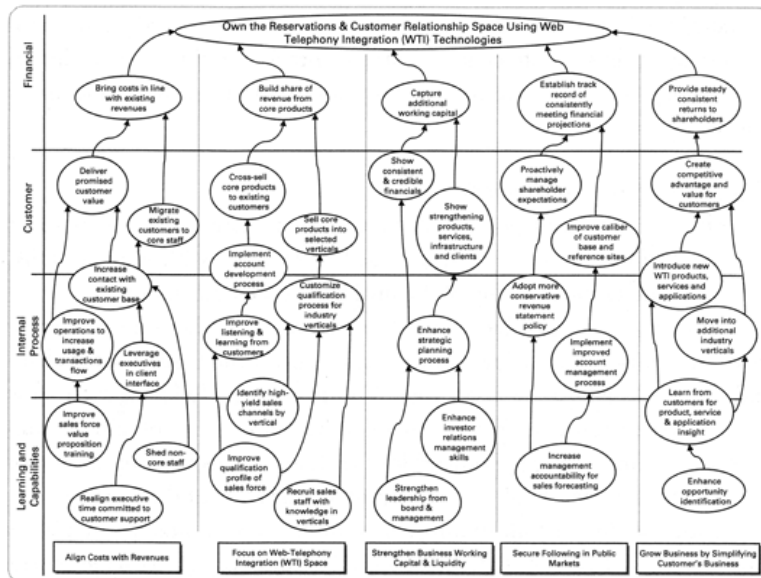 Own the Reservations & Customer Relationship Space Using Web
Telephony Integration (WTI) Technologies
Financial
Bring costs in line
with existing
revenues
Build share of
revenue from
core products
Capture
additional
working capital
Establish track
record of
consistently
meeting financial
projections
Provide steady
consistent
returns to
shareholders
Customer
Deliver
promised
customer
value
Migrate
existing
customers to
core staff
Increase
contact with
existing
customer base
Cross-sell
core products
to existing
customers
Sell core
products into
selected
verticals
Implement
account
development
process
Show
consistent
& credible
financials
Show
strengthening
products,
services,
infrastructure
and clients
Proactively
manage
shareholder
expectations
Improve caliber
of customer
base and
reference sites
Create
competitive
advantage and
value for
customers
Introduce new
WTI products,
services and
applications
Internal
Process
Improve
operations to
increase
usage &
transactions
flow
Leverage
executives
in client
interface
Customize
qualification
process for
industry
verticals
Improve
listening &
learning from
customers
Enhance
strategic
planning
process
Adopt more
conservative
revenue
statement
policy
Implement
improved
account
management
process
Move into
additional
industry
verticals
Learning and
Capabilities
Improve
sales force
value
proposition
training
Shed non-
core staff
Realign executive
time committed to
customer support
Identify high-
yield sales
channels by
vertical
Improve
qualification
profile of
sales force
Recruit sales
staff with
knowledge in
verticals
Enhance
investor
relations
management
skills
Strengthen
leadership from
board &
management
Increase
management
accountability for
sales forecasting
Learn from
customers for
product, service
& application
insight
Enhance
opportunity
identification
Align Costs with Revenues
Focus on Web-Telephony
Integration (WTI) Space
Strengthen Business Working
Capital & Liquidity
Secure Following in Public
Markets
Grow Business by Simplifying
Customer's Business